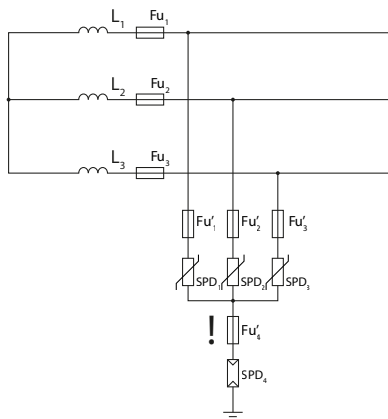 L₁ Fu₁
L₂ Fu₂
L₃ Fu₃
Fu'₁ Fu'₂ Fu'₃
SPD₁ SPD₂ SPD₃
! Fu'₄
SPD₄